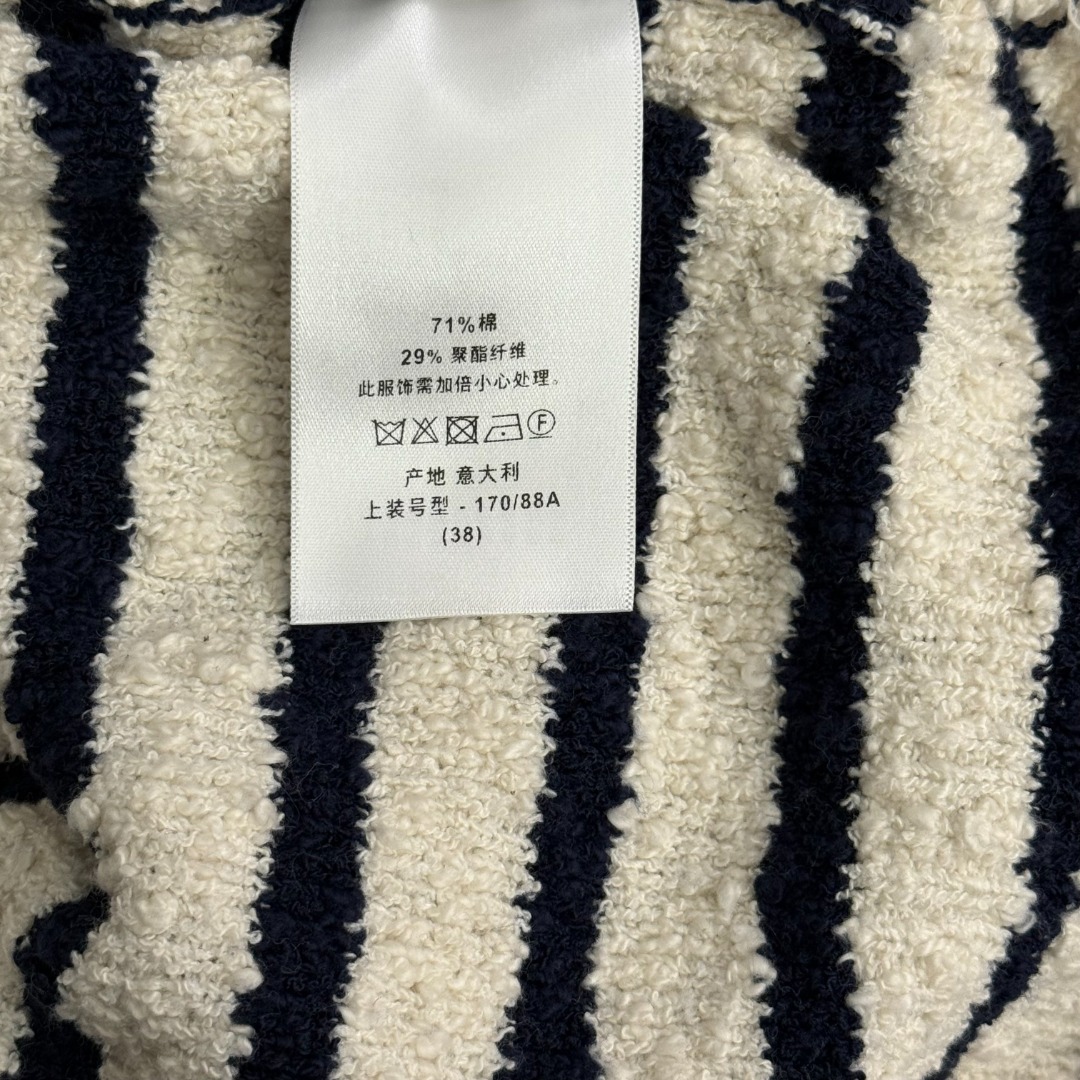 71%棉
29% 聚酯纤维
此服饰需加倍小心处理。
F
产地 意大利
上装号型 - 170/88A
(38)